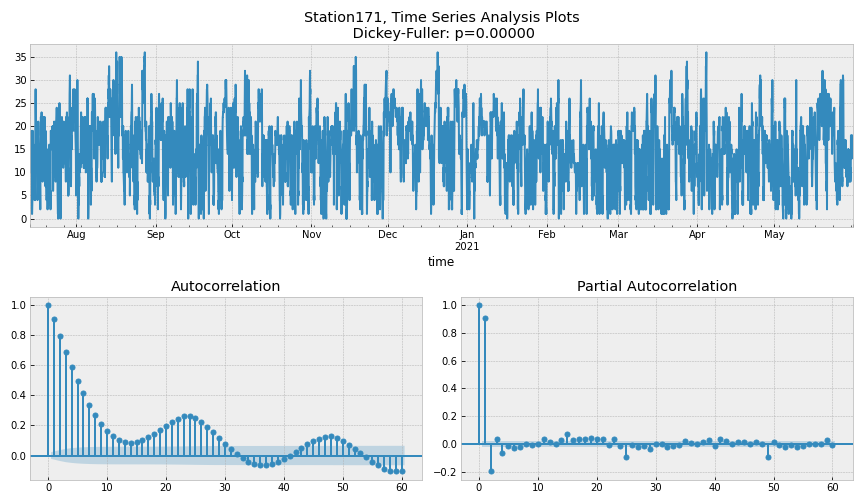 Station171, Time Series Analysis Plots
Dickey-Fuller: p=0.00000
35
30
25
20
15
10
5
0
Aug Sep Oct Nov Dec Jan Feb Mar Apr May
2021
time
Autocorrelation
1.0
0.8
0.6
0.4
0.2
0.0
0 10 20 30 40 50 60
Partial Autocorrelation
1.0
0.8
0.6
0.4
0.2
0.0
−0.2
0 10 20 30 40 50 60